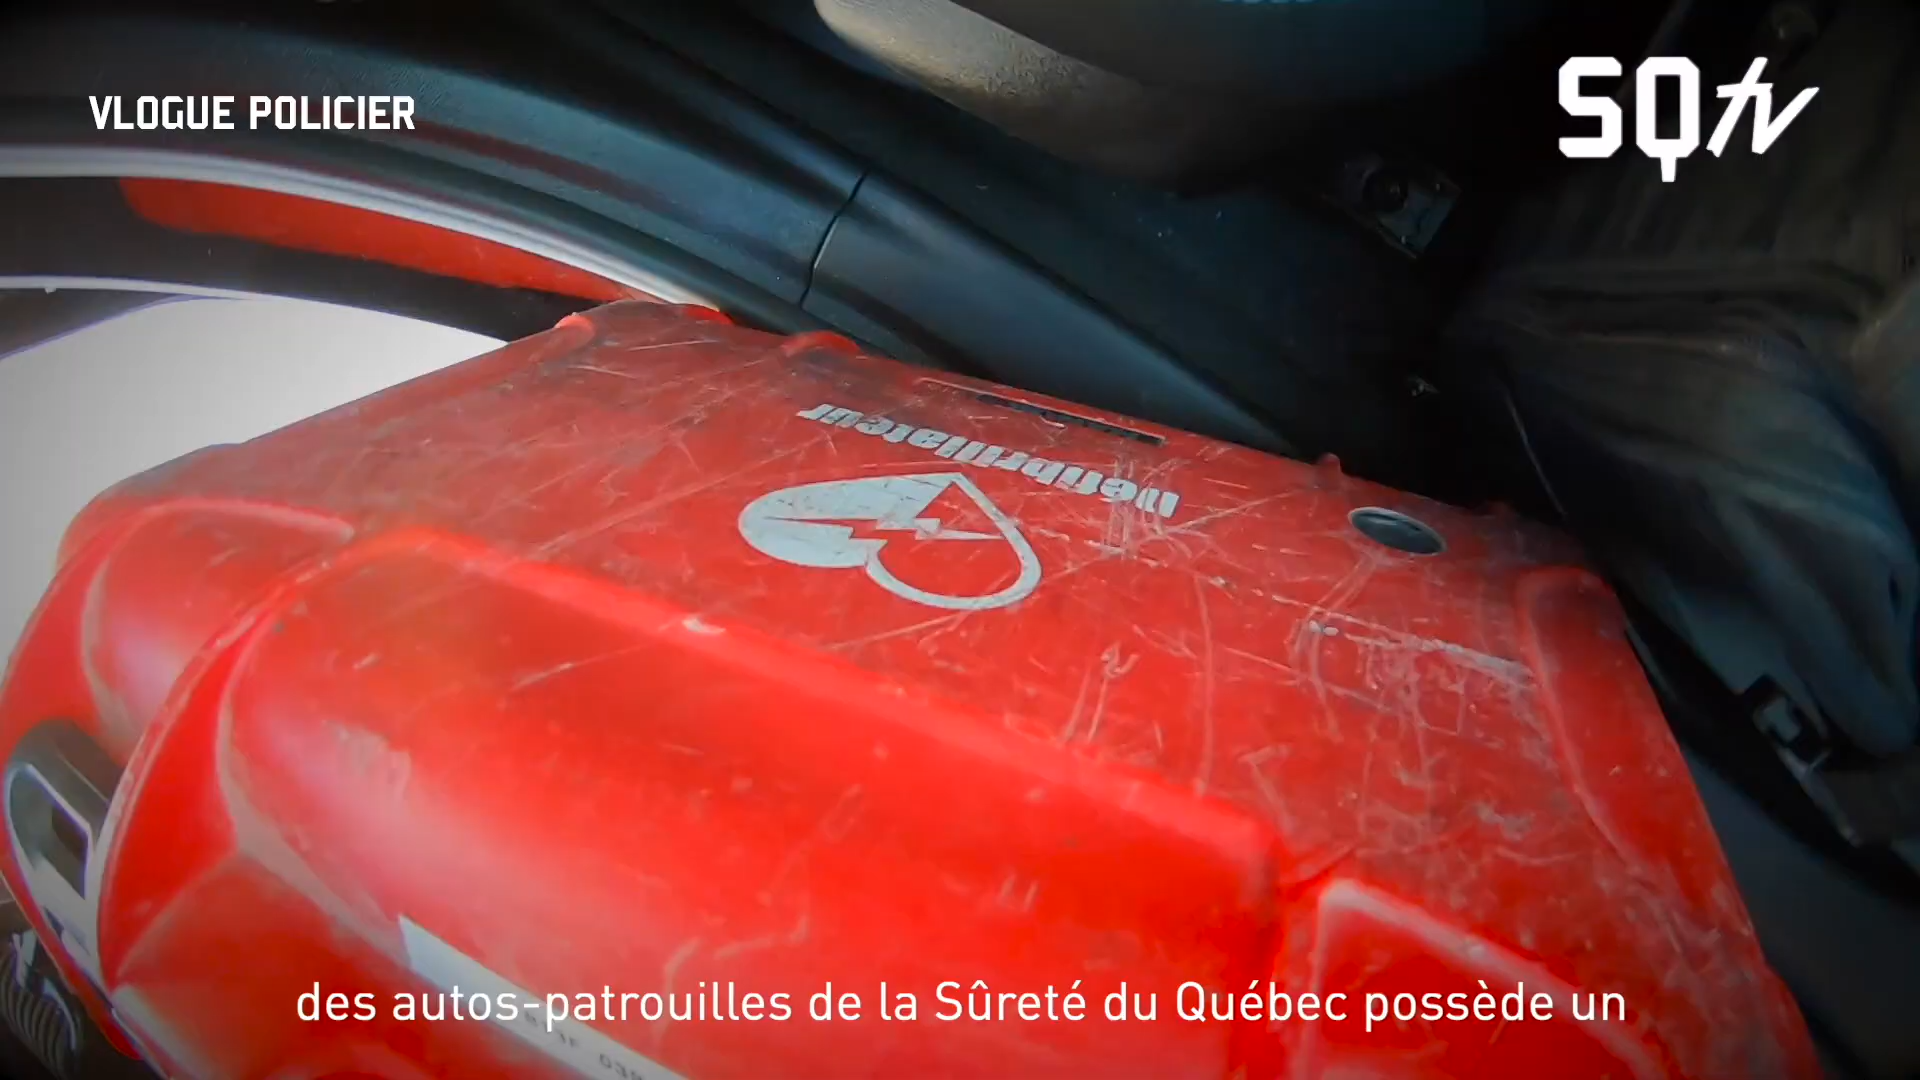 VLOGUE POLICIER
SQtv
Défibrillateur
des autos-patrouilles de la Sûreté du Québec possède un